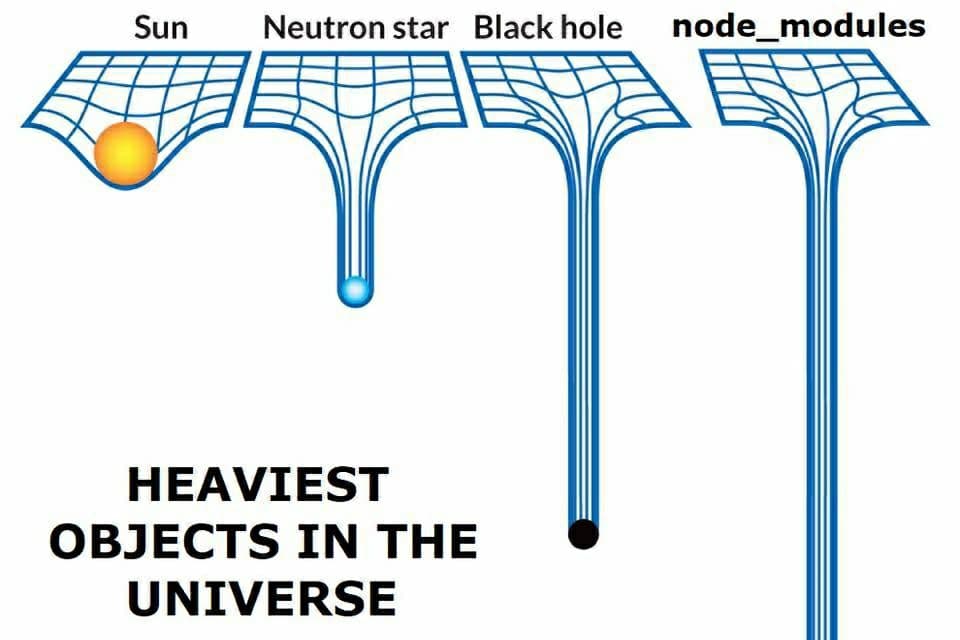 Sun
Neutron star
Black hole
node_modules
HEAVIEST
OBJECTS IN THE
UNIVERSE